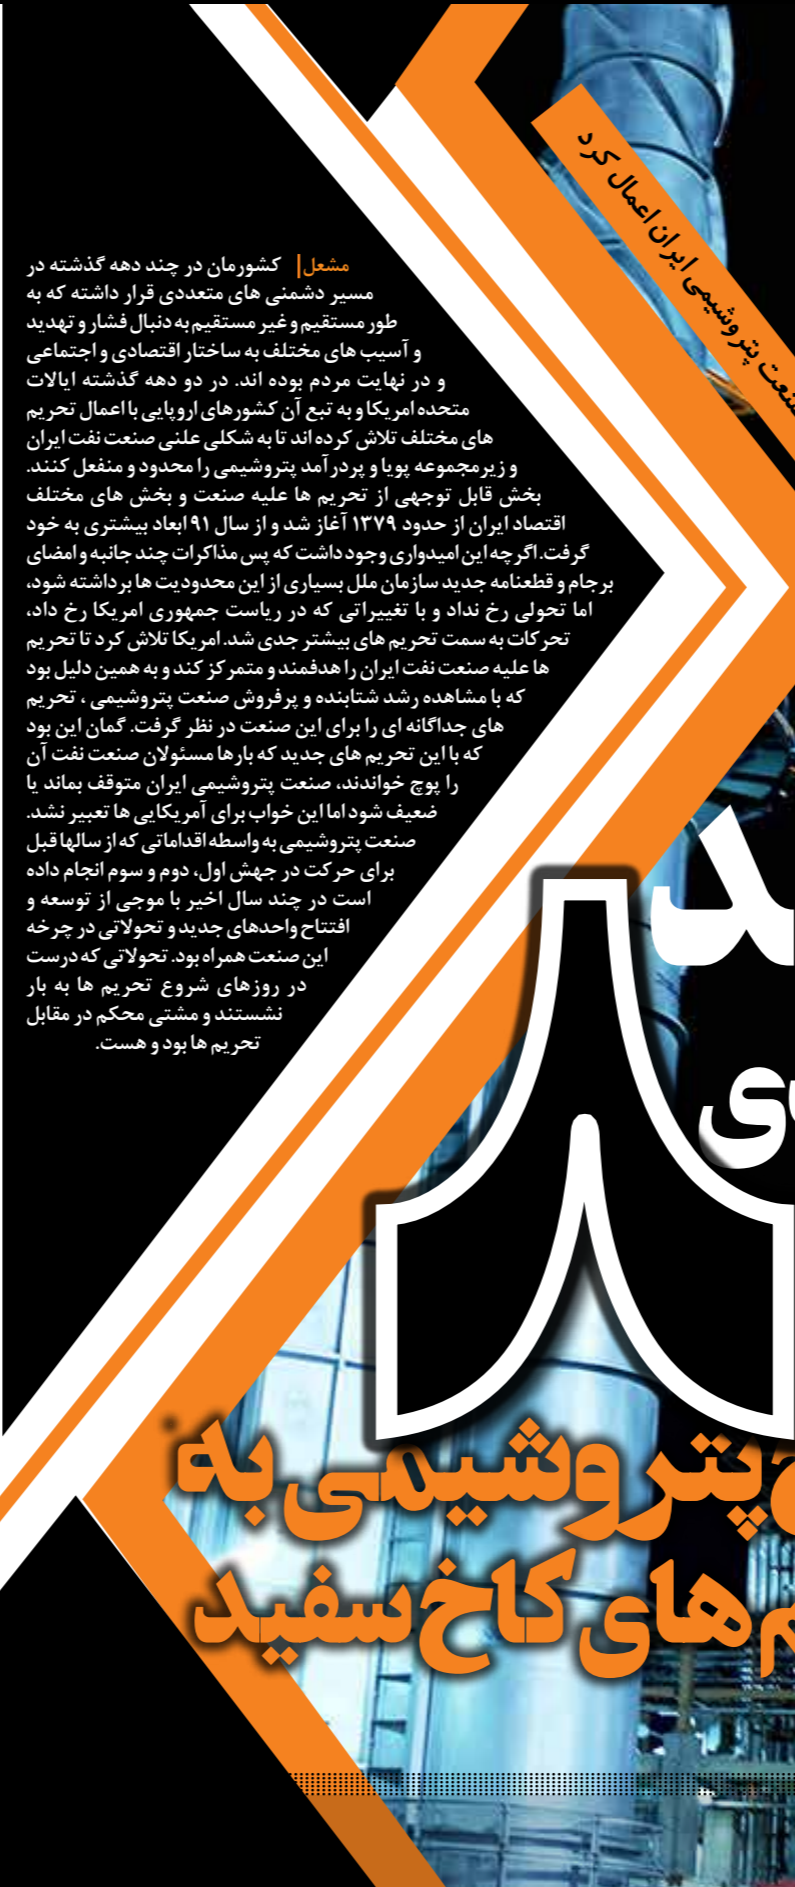 صنعت پتروشیمی ایران اعمال کرد
مشعل| کشورمان در چند دهه گذشته در
مسیر دشمنی های متعددی قرار داشته که به
طور مستقیم و غیر مستقیم به دنبال فشار و تهدید
و آسیب های مختلف به ساختار اقتصادی و اجتماعی
و در نهایت مردم بوده اند. در دو دهه گذشته ایالات
متحده امریکا و به تبع آن کشورهای اروپایی با اعمال تحریم
های مختلف تلاش کرده اند تا به شکلی علنی صنعت نفت ایران
و زیرمجموعه پویا و پردرآمد پتروشیمی را محدود و منفعل کنند.
بخش قابل توجهی از تحریم ها علیه صنعت و بخش های مختلف
اقتصاد ایران از حدود ۱۳۷۹ آغاز شد و از سال ۹۱ ابعاد بیشتری به خود
گرفت. اگرچه این امیدواری وجود داشت که پس مذاکرات چند جانبه و امضای
برجام و قطعنامه جدید سازمان ملل بسیاری از این محدودیت ها برداشته شود،
اما تحولی رخ نداد و با تغییراتی که در ریاست جمهوری امریکا رخ داد،
تحرکات به سمت تحریم های بیشتر جدی شد. امریکا تلاش کرد تا تحریم
ها علیه صنعت نفت ایران را هدفمند و متمرکز کند و به همین دلیل بود
که با مشاهده رشد شتابنده و پرفروش صنعت پتروشیمی ، تحریم
های جداگانه ای را برای این صنعت در نظر گرفت. گمان این بود
که با این تحریم های جدید که بارها مسئولان صنعت نفت آن
را پوچ خواندند، صنعت پتروشیمی ایران متوقف بماند یا
ضعیف شود اما این خواب برای آمریکایی ها تعبیر نشد.
صنعت پتروشیمی به واسطه اقداماتی که از سالها قبل
برای حرکت در جهش اول، دوم و سوم انجام داده
است در چند سال اخیر با موجی از توسعه و
افتتاح واحدهای جدید و تحولاتی در چرخه
این صنعت همراه بود. تحولاتی که درست
در روزهای شروع تحریم ها به بار
نشستند و مشتی محکم در مقابل
تحریم ها بود و هست.
۸
پتروشیمی به
های کاخ سفید